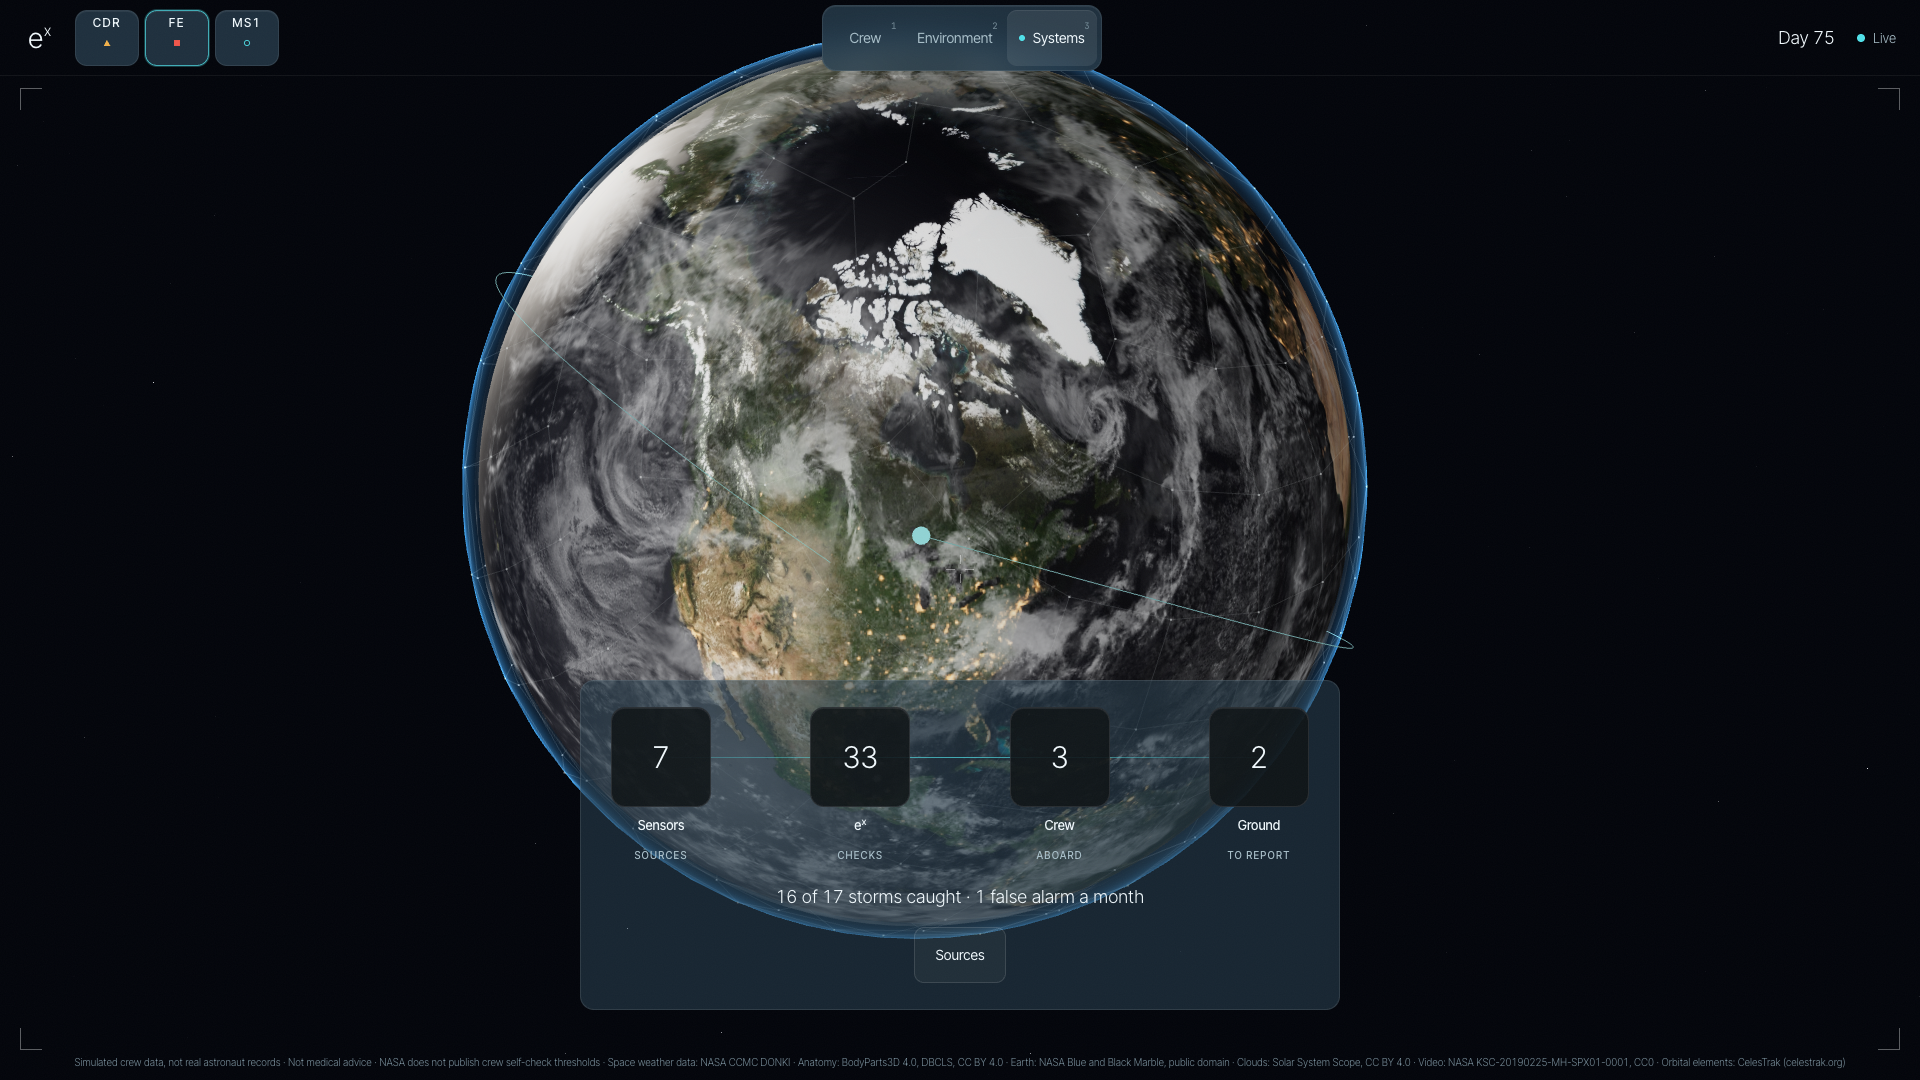 eˣ
CDR
FE
MS1
Crew 1
Environment 2
Systems 3
Day 75
Live
7
33
3
2
Sensors
eˣ
Crew
Ground
SOURCES
CHECKS
ABOARD
TO REPORT
16 of 17 storms caught · 1 false alarm a month
Sources
Simulated crew data, not real astronaut records · Not medical advice · NASA does not publish crew self-check thresholds · Space weather data: NASA CCMC DONKI · Anatomy: BodyParts3D 4.0, DBCLS, CC BY 4.0 · Earth: NASA Blue and Black Marble, public domain · Clouds: Solar System Scope, CC BY 4.0 · Video: NASA KSC-20190225-MH-SPX01-0001, CC0 · Orbital elements: CelesTrak (celestrak.org)